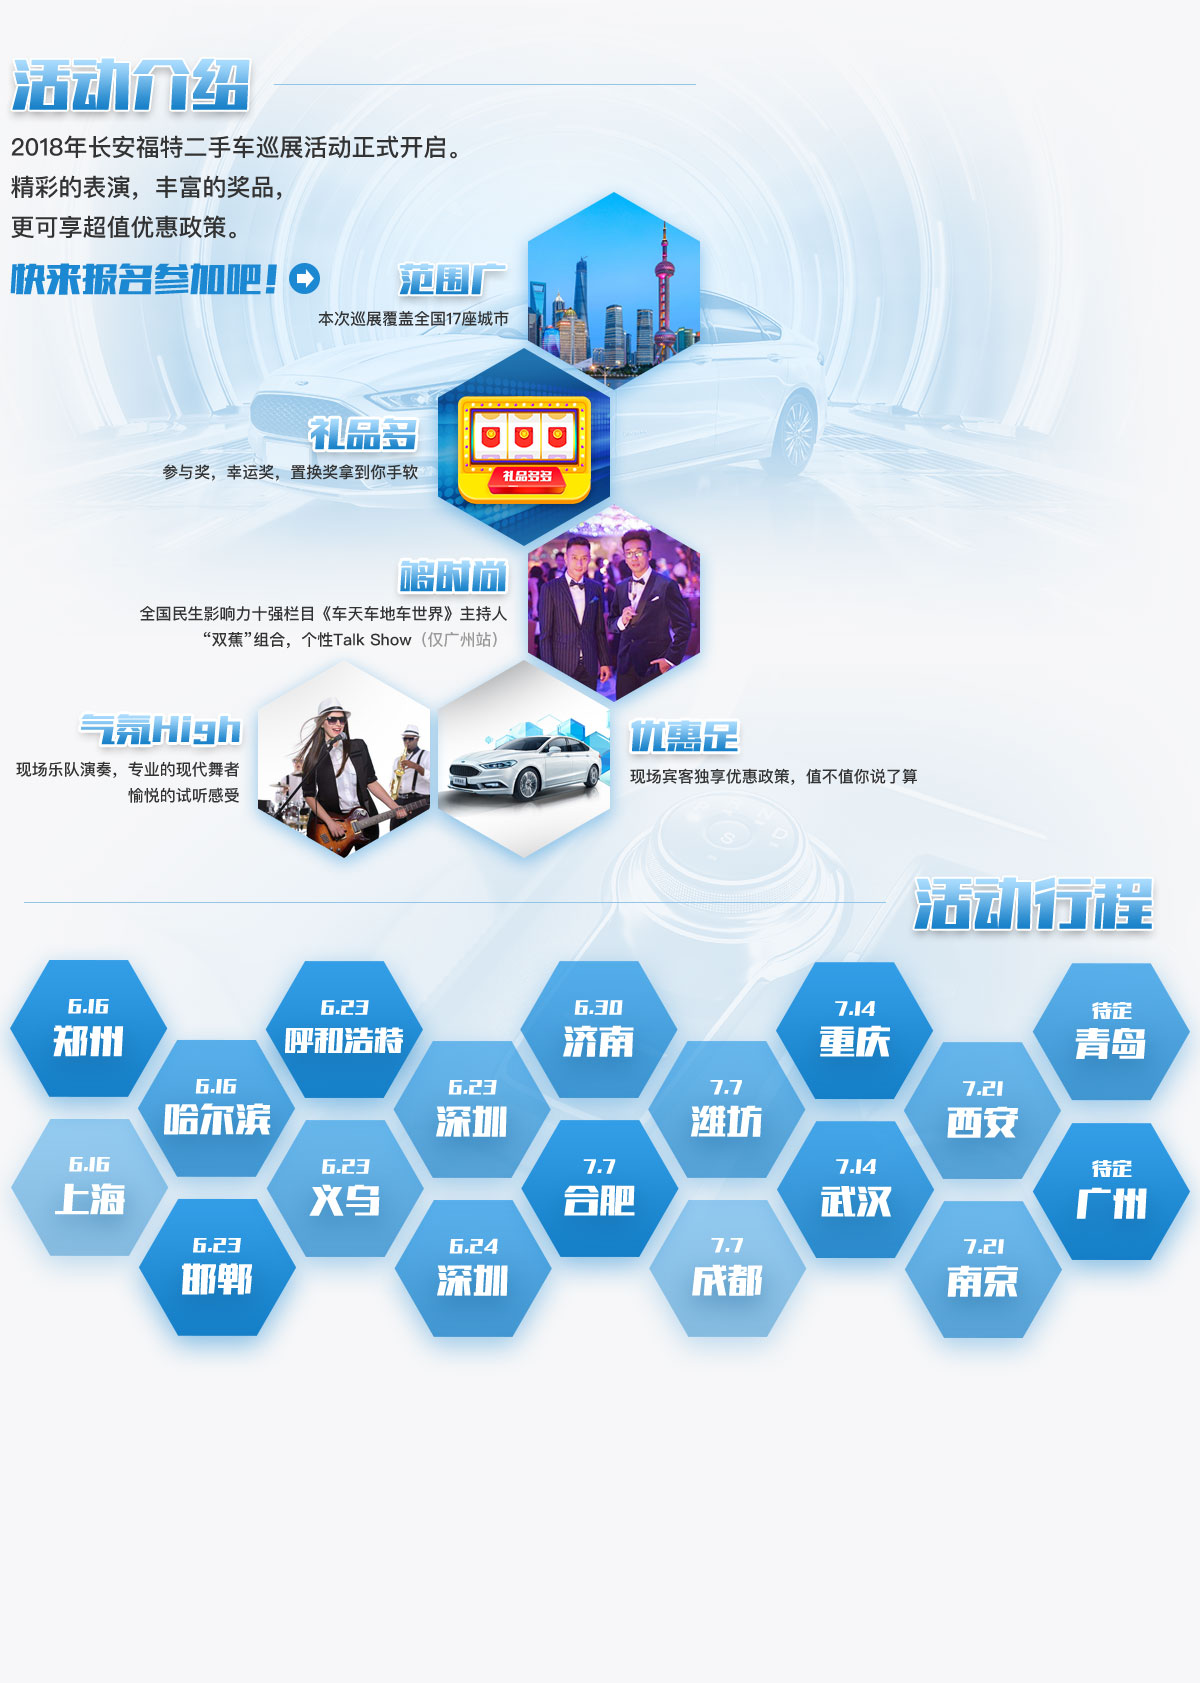 活动介绍
2018年长安福特二手车巡展活动正式开启。
精彩的表演，丰富的奖品，
更可享超值优惠政策。
快来报名参加吧！
范围广
本次巡展覆盖全国17座城市
礼品多
参与奖，幸运奖，置换奖拿到你手软
礼品多多
够时尚
全国民生影响力十强栏目《车天车地车世界》主持人
“双蕉”组合，个性Talk Show（仅广州站）
气氛High
现场乐队演奏，专业的现代舞者
愉悦的试听感受
优惠足
现场宾客独享优惠政策，值不值你说了算
活动行程
6.16
郑州
6.23
呼和浩特
6.30
济南
7.14
重庆
待定
青岛
6.16
哈尔滨
6.23
深圳
7.7
潍坊
7.21
西安
6.16
上海
6.23
义乌
7.7
合肥
7.14
武汉
待定
广州
6.23
邯郸
6.24
深圳
7.7
成都
7.21
南京